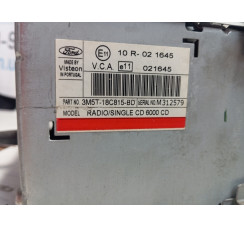 Ford
MADE BY
Visteon
IN PORTUGAL
E11
10 R- 02 1645
V.C.A.
e11
021645
PART NO. 3M5T-18C815-BD SERIAL NO M312579
MODEL RADIO/SINGLE CD 6000 CD